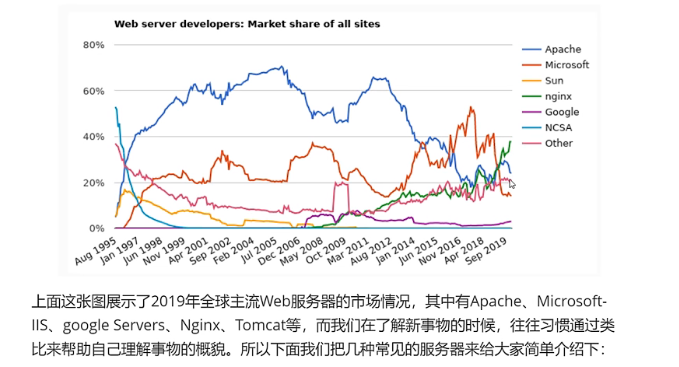 Web server developers: Market share of all sites
80%
60%
40%
20%
0%
Apache
Microsoft
Sun
nginx
Google
NCSA
Other
Aug 1995
Jan 1997
Jun 1998
Nov 1999
Apr 2001
Sep 2002
Feb 2004
Jul 2005
Dec 2006
May 2008
Oct 2009
Mar 2011
Aug 2012
Jan 2014
Jun 2015
Nov 2016
Apr 2018
Sep 2019
上面这张图展示了2019年全球主流Web服务器的市场情况，其中有Apache、Microsoft-
IIS、google Servers、Nginx、Tomcat等，而我们在了解新事物的时候，往往习惯通过类
比来帮助自己理解事物的概貌。所以下面我们把几种常见的服务器来给大家简单介绍下：